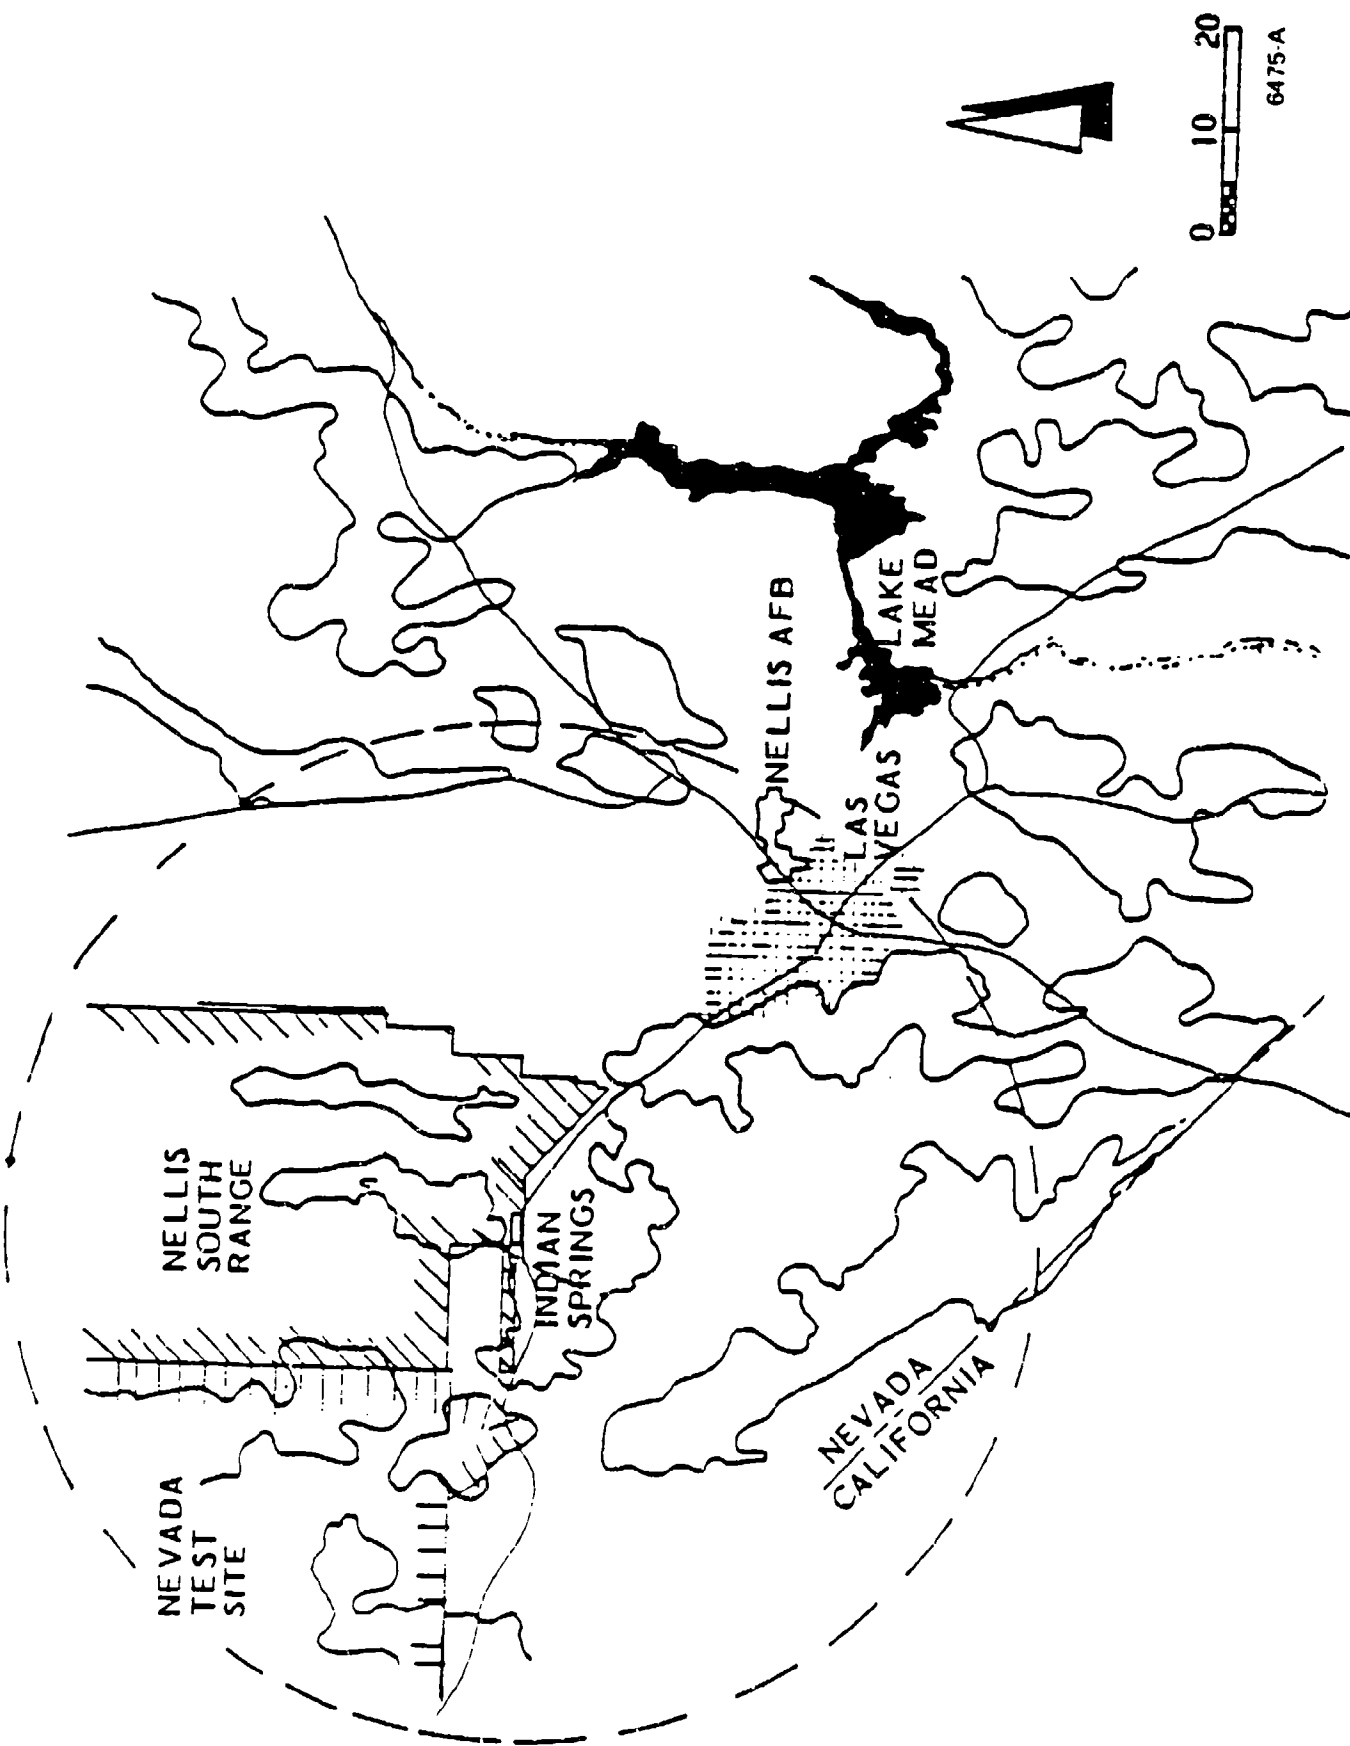 NEVADA
TEST
SITE
NELLIS
SOUTH
RANGE
INDIAN
SPRINGS
NEVADA
CALIFORNIA
LAS
VEGAS
NELLIS AFB
LAKE
MEAD
0 10 20
6475-A